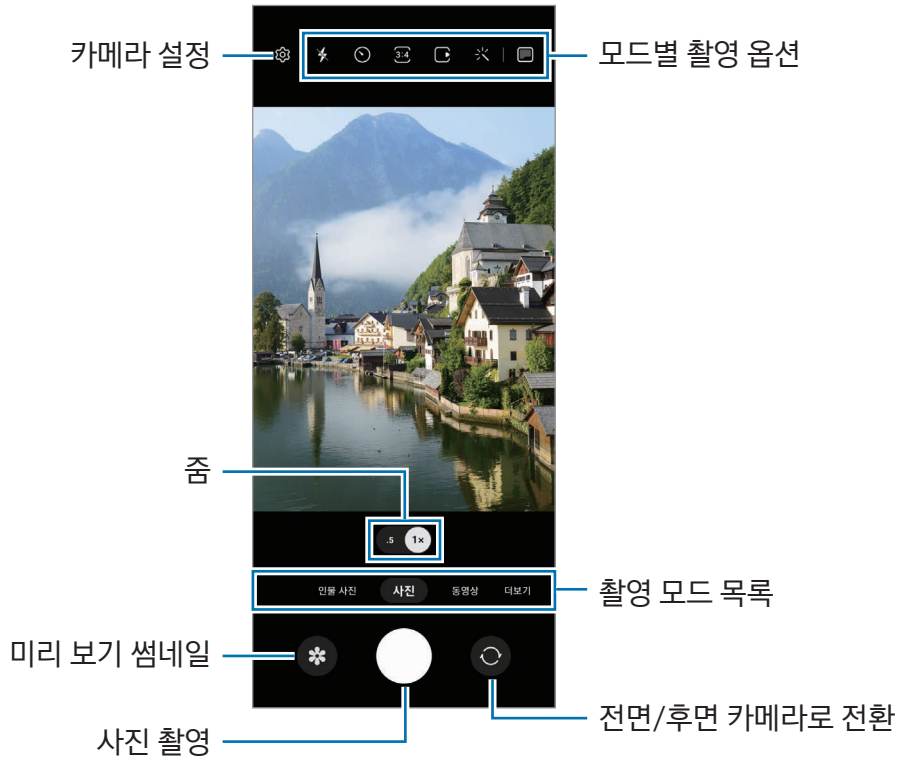 카메라 설정
3:4
모드별 촬영 옵션
줌
.5 1×
인물 사진 사진 동영상 더보기
촬영 모드 목록
미리 보기 썸네일
전면/후면 카메라로 전환
사진 촬영